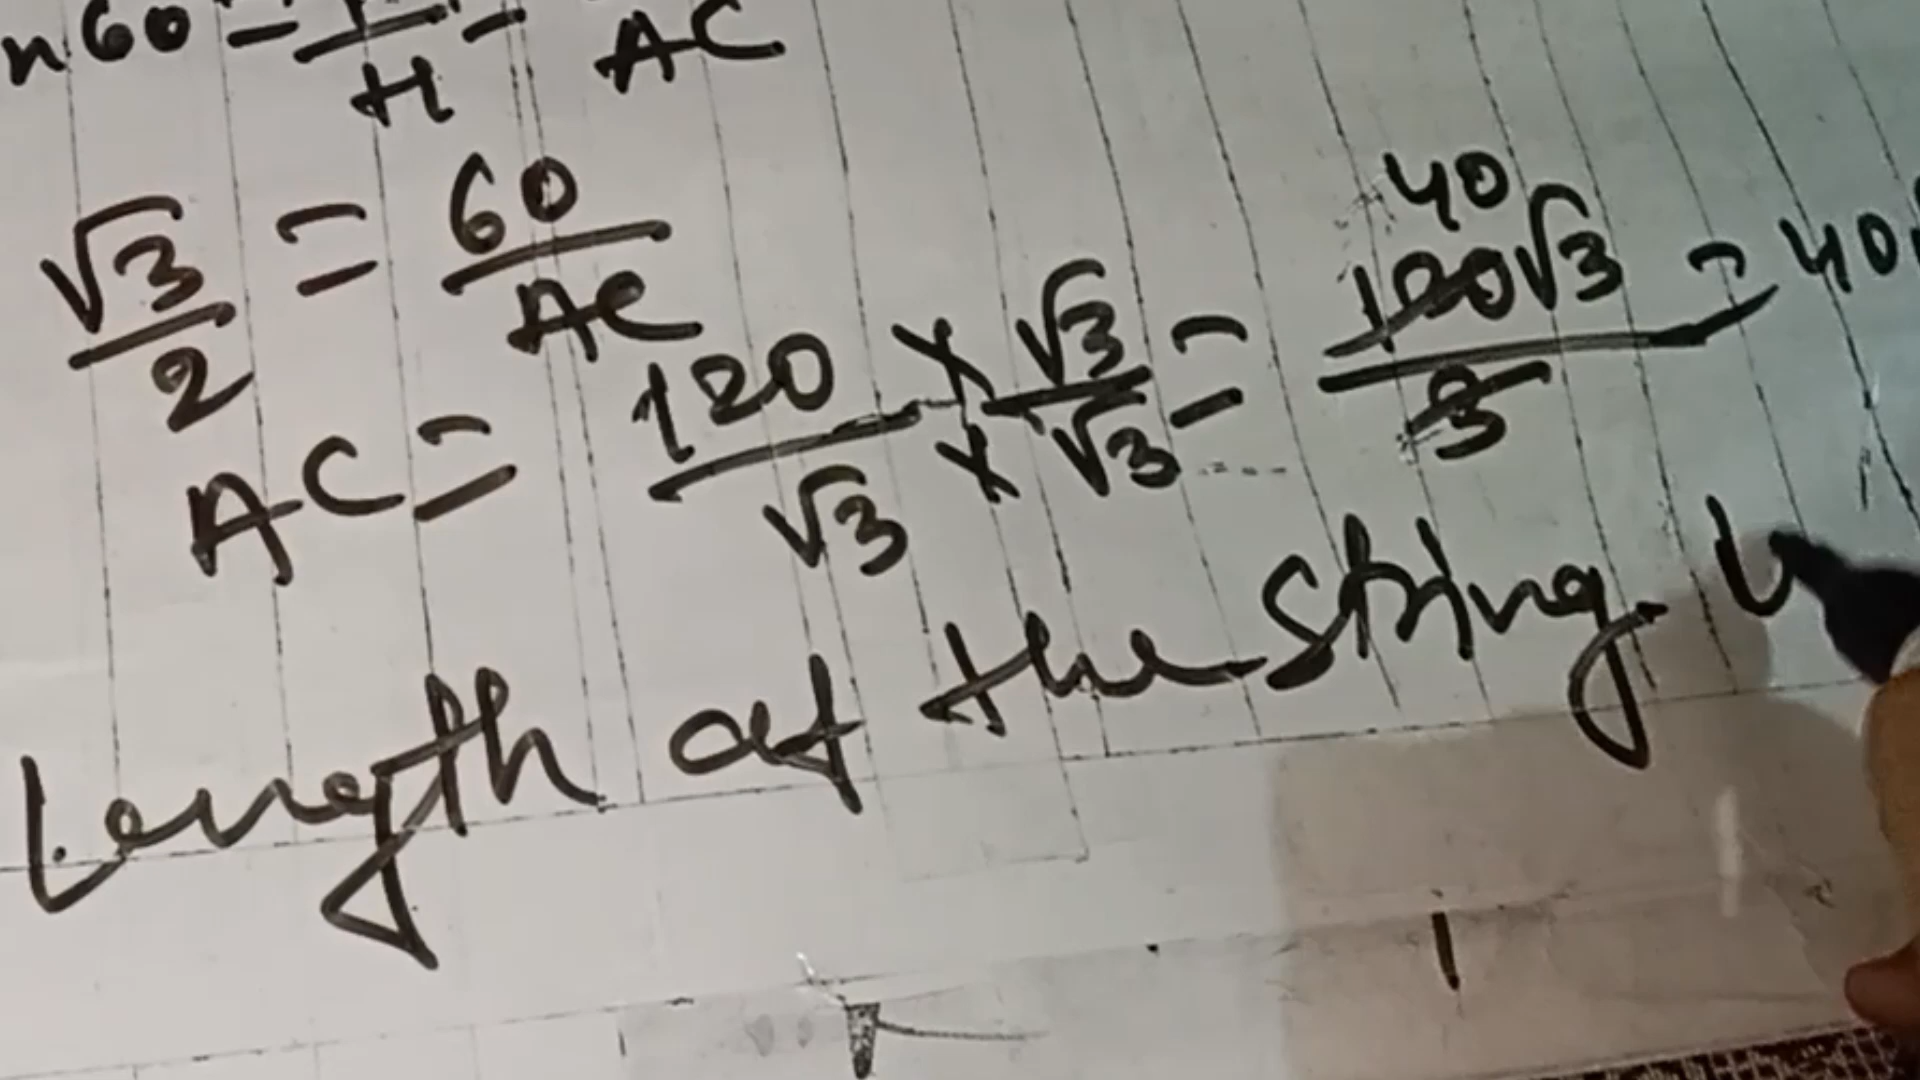 n60 = /H = /AC
√3/2 = 60/AC
AC = 120/√3 × √3/√3 = 120√3/3 = 40
40
Length of the string